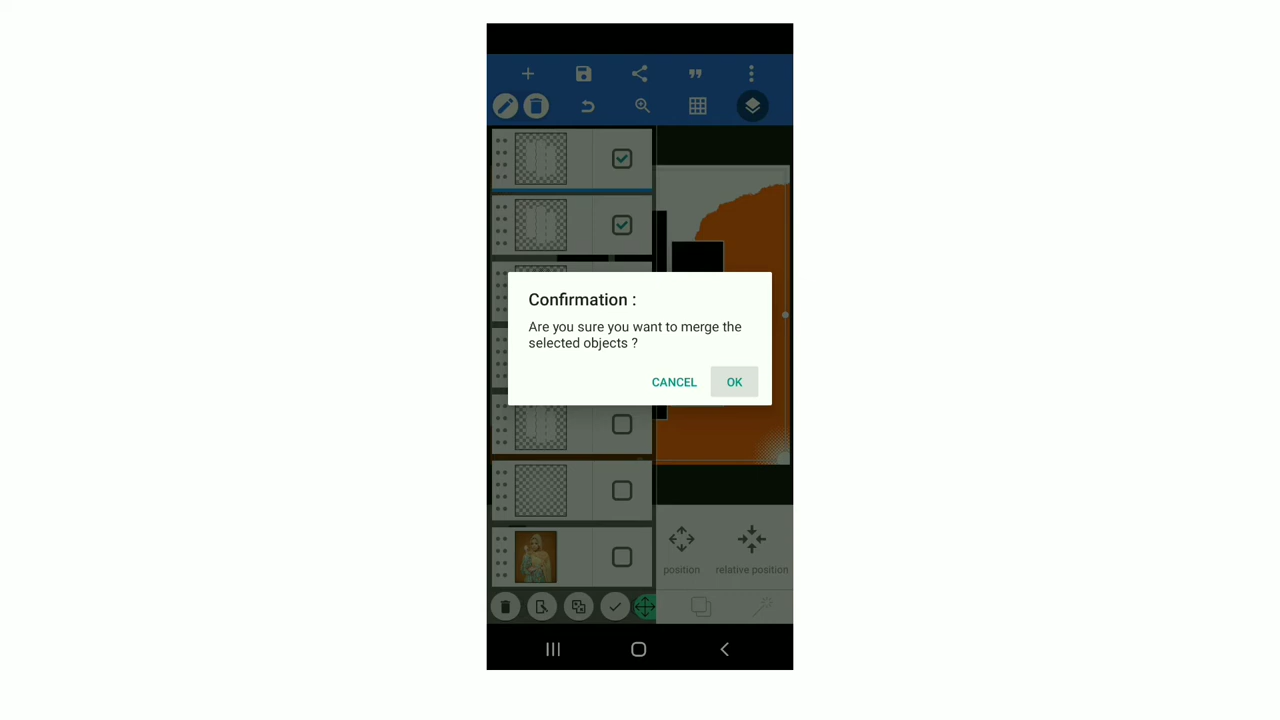 Confirmation :
Are you sure you want to merge the
selected objects ?
CANCEL OK
position relative position